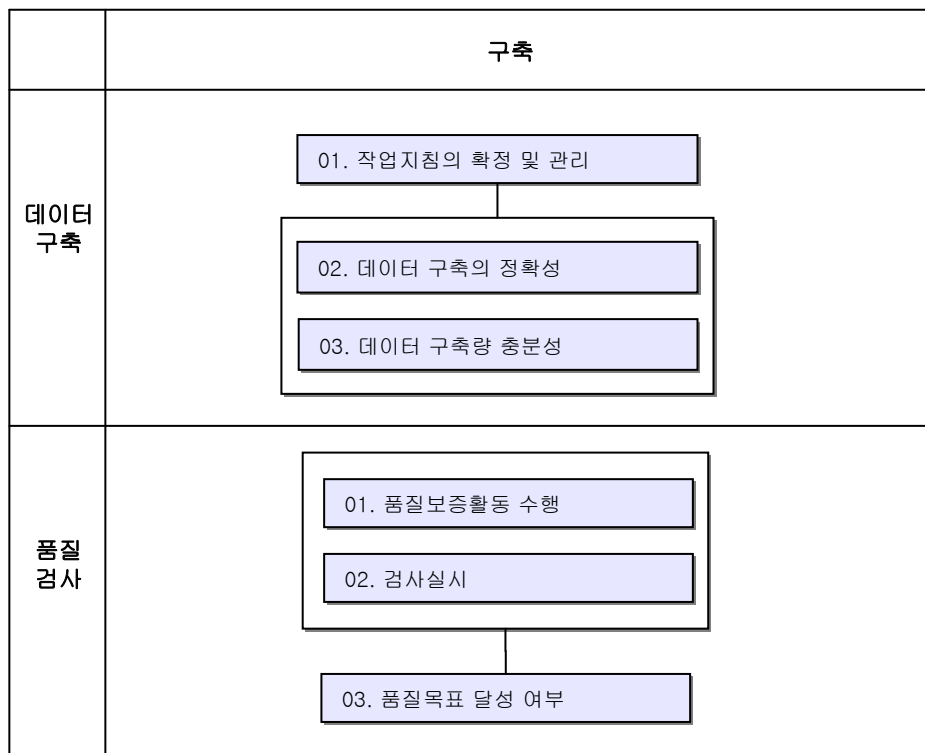 구축
데이터
구축
01. 작업지침의 확정 및 관리
02. 데이터 구축의 정확성
03. 데이터 구축량 충분성
품질
검사
01. 품질보증활동 수행
02. 검사실시
03. 품질목표 달성 여부